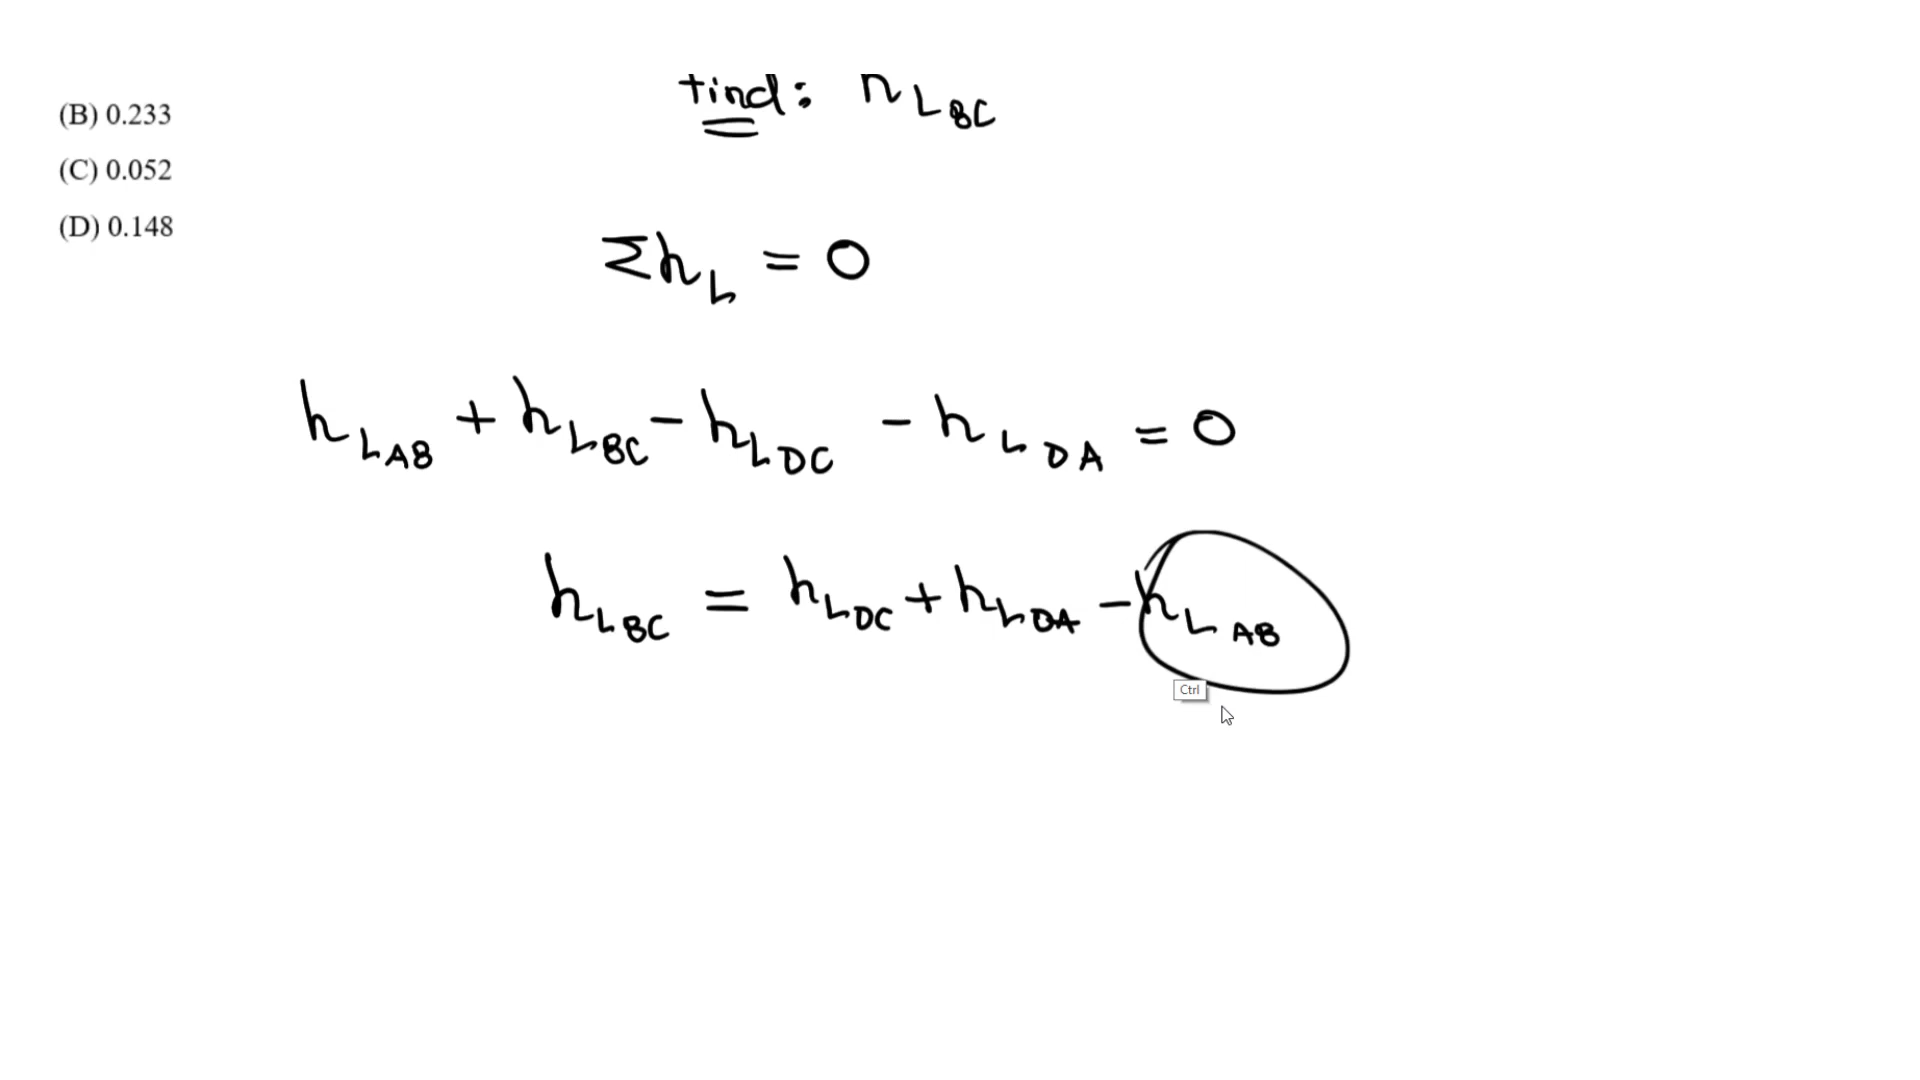 find: h_LBC
(B) 0.233
(C) 0.052
(D) 0.148
Σh_L = 0
h_LAB + h_LBC - h_LDC - h_LDA = 0
h_LBC = h_LDC + h_LDA - h_LAB
Ctrl